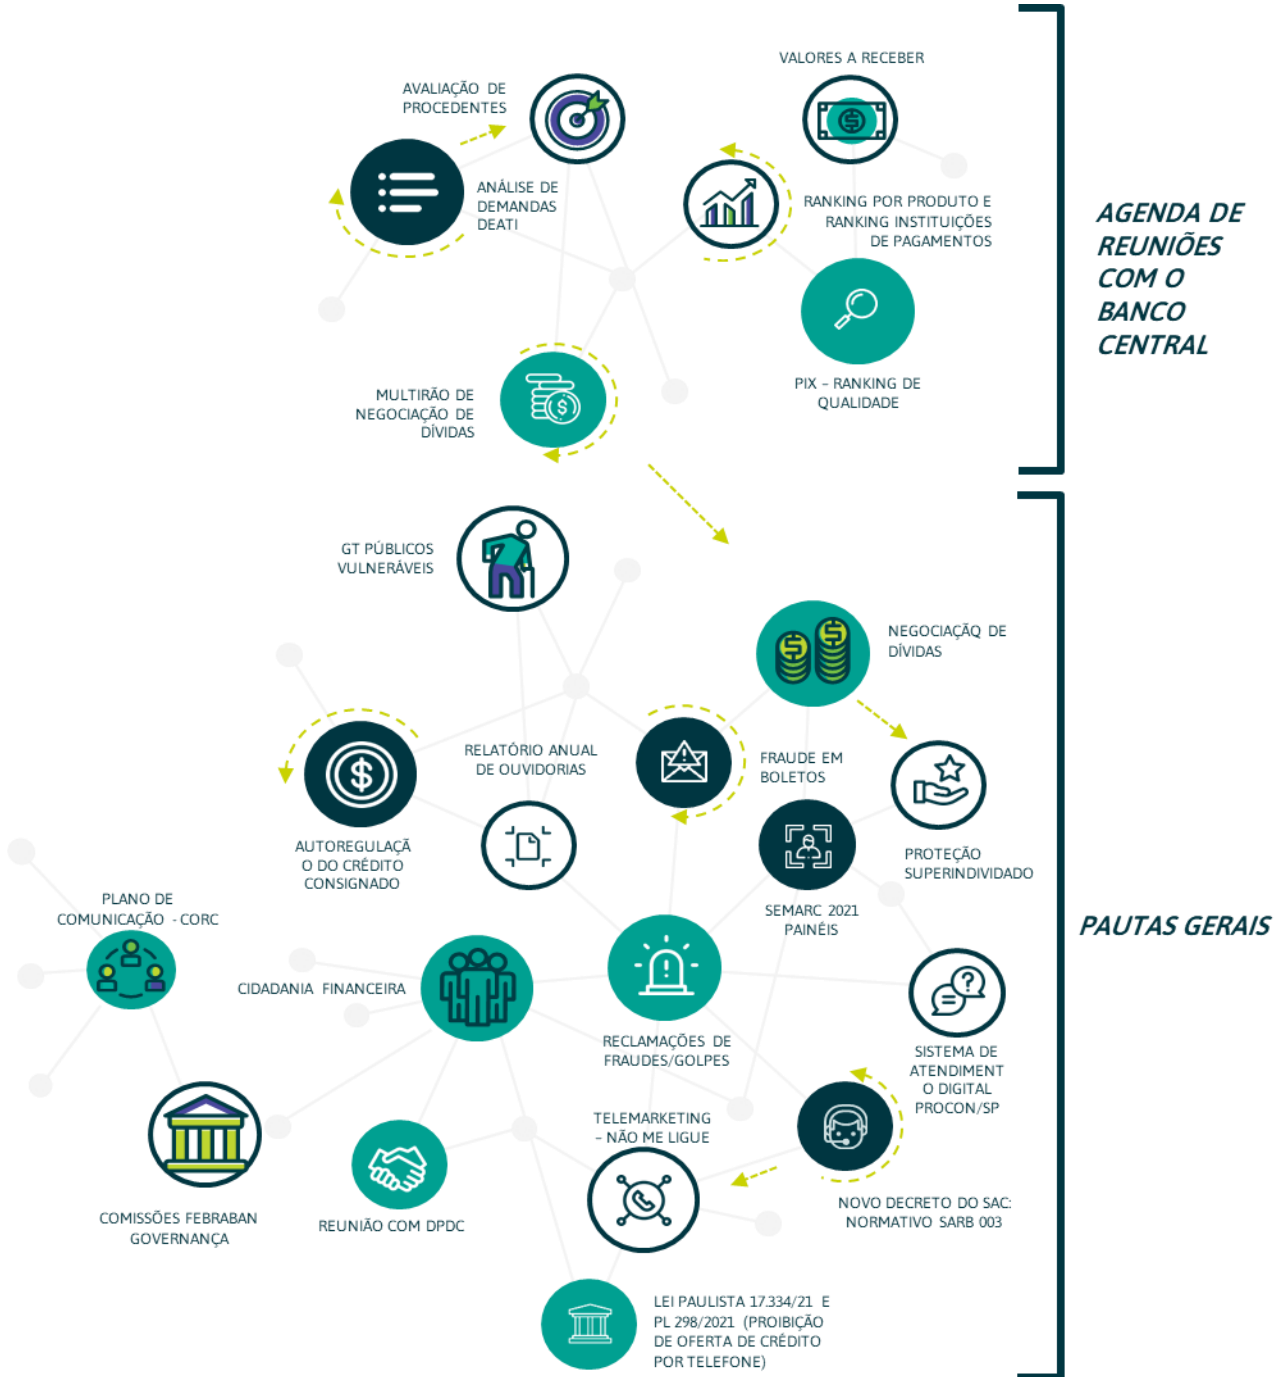 VALORES A RECEBER
AVALIAÇÃO DE
PROCEDENTES
ANÁLISE DE
DEMANDAS
DEATI
RANKING POR PRODUTO E
RANKING INSTITUIÇÕES
DE PAGAMENTOS
AGENDA DE
REUNIÕES
COM O
BANCO
CENTRAL
PIX – RANKING DE
QUALIDADE
MULTIRÃO DE
NEGOCIAÇÃO DE
DÍVIDAS
GT PÚBLICOS
VULNERÁVEIS
NEGOCIAÇÃQ DE
DÍVIDAS
RELATÓRIO ANUAL
DE OUVIDORIAS
FRAUDE EM
BOLETOS
AUTOREGULAÇÃ
O DO CRÉDITO
CONSIGNADO
PROTEÇÃO
SUPERINDIVIDADO
PLANO DE
COMUNICAÇÃO - CORC
SEMARC 2021
PAINÉIS
PAUTAS GERAIS
CIDADANIA FINANCEIRA
RECLAMAÇÕES DE
FRAUDES/GOLPES
SISTEMA DE
ATENDIMENT
O DIGITAL
PROCON/SP
TELEMARKETING
– NÃO ME LIGUE
COMISSÕES FEBRABAN
GOVERNANÇA
REUNIÃO COM DPDC
NOVO DECRETO DO SAC:
NORMATIVO SARB 003
LEI PAULISTA 17.334/21 E
PL 298/2021 (PROIBIÇÃO
DE OFERTA DE CRÉDITO
POR TELEFONE)